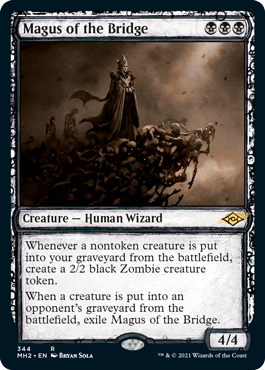 Magus of the Bridge
Creature — Human Wizard
Whenever a nontoken creature is put
into your graveyard from the battlefield,
create a 2/2 black Zombie creature
token.
When a creature is put into an
opponent's graveyard from the
battlefield, exile Magus of the Bridge.
4/4
344 R
MH2 • EN Bryan Sola
™ & © 2021 Wizards of the Coast